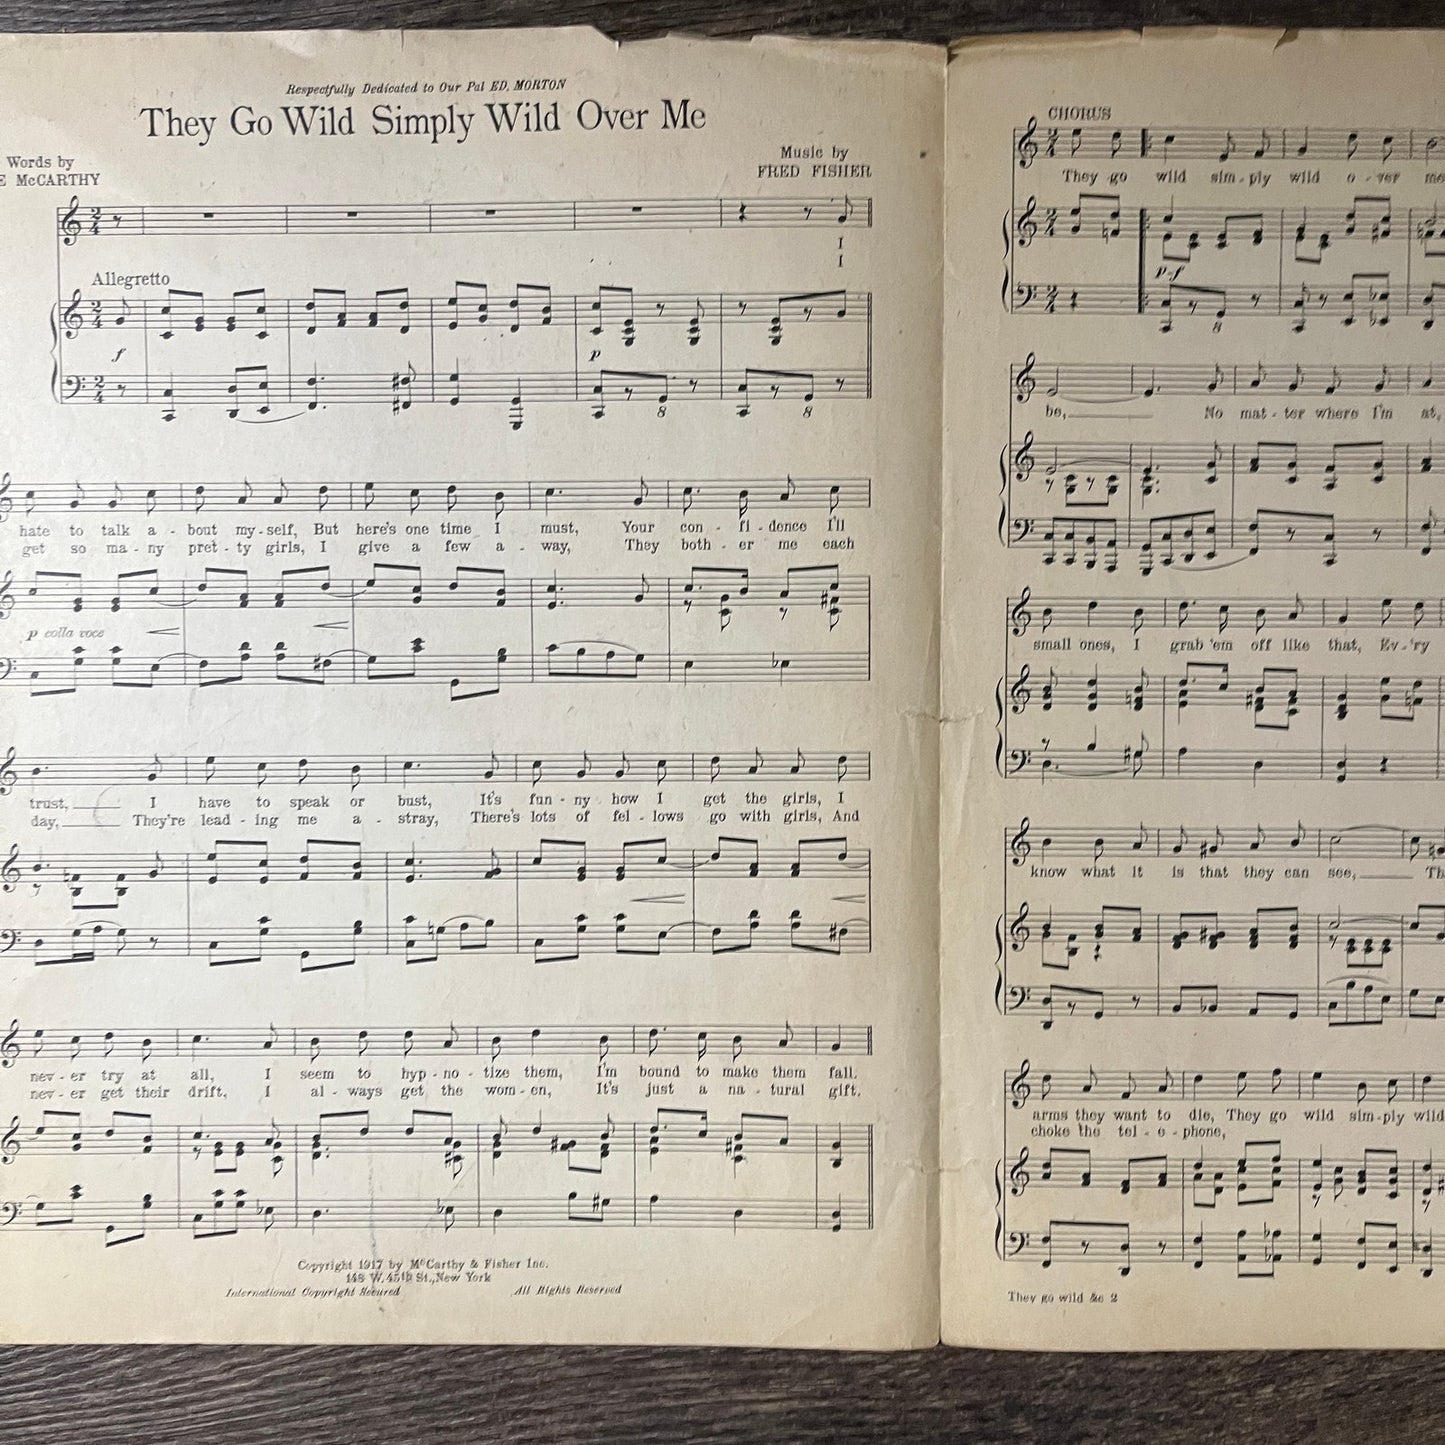 Respectfully Dedicated to Our Pal ED. MORTON
They Go Wild Simply Wild Over Me
Words by
E McCARTHY
Music by
FRED FISHER
I
I
Allegretto
f
p
8
8
hate to talk a - bout my-self, But here's one time I must, Your con - fi - dence I'll
get so ma - ny pret - ty girls, I give a few a - way, They both - er me each
p colla voce
trust, I have to speak or bust, It's fun - ny how I get the girls, I
day, They're lead - ing me a - stray, There's lots of fel - lows go with girls, And
nev - er try at all, I seem to hyp - no - tize them, I'm bound to make them fall.
nev - er get their drift, I al - ways get the wom - en, It's just a na - tural gift.
Copyright 1917 by McCarthy & Fisher Inc.
148 W. 45th St., New York
International Copyright Secured All Rights Reserved
CHORUS
They go wild sim - ply wild o - ver me
p-f
8
be, No mat - ter where I'm at,
small ones, I grab 'em off like that, Ev - 'ry
know what it is that they can see, Th
arms they want to die, They go wild sim - ply wild
choke the tel - e - phone,
They go wild &c 2